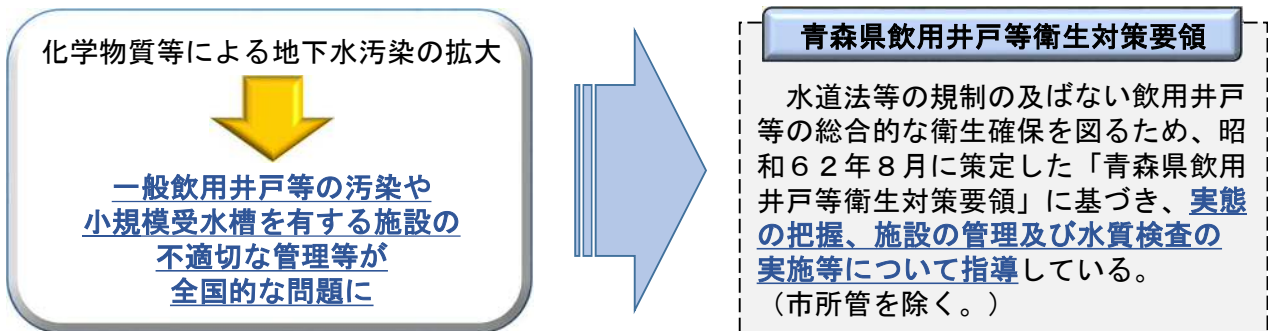 化学物質等による地下水汚染の拡大
一般飲用井戸等の汚染や
小規模受水槽を有する施設の
不適切な管理等が
全国的な問題に
青森県飲用井戸等衛生対策要領
　水道法等の規制の及ばない飲用井戸
等の総合的な衛生確保を図るため、昭
和６２年８月に策定した「青森県飲用
井戸等衛生対策要領」に基づき、実態
の把握、施設の管理及び水質検査の
実施等について指導している。
（市所管を除く。）